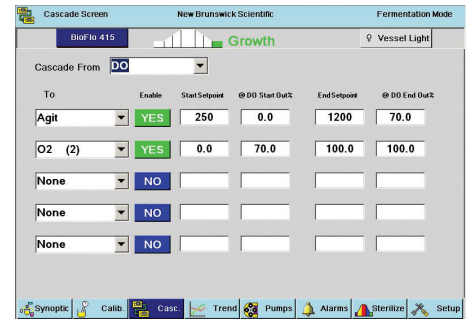 Cascade Screen New Brunswick Scientific Fermentation Mode
BioFlo 415 Growth Vessel Light
Cascade From DO
To Enable Start Setpoint @ DO Start Out% End Setpoint @ DO End Out%
Agit YES 250 0.0 1200 70.0
O2 (2) YES 0.0 70.0 100.0 100.0
None NO
None NO
None NO
Synoptic Calib. Casc. Trend Pumps Alarms Sterilize Setup